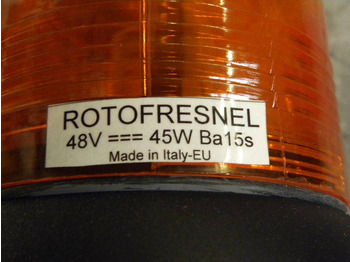 ROTOFRESNEL
48V === 45W Ba15s
Made in Italy-EU